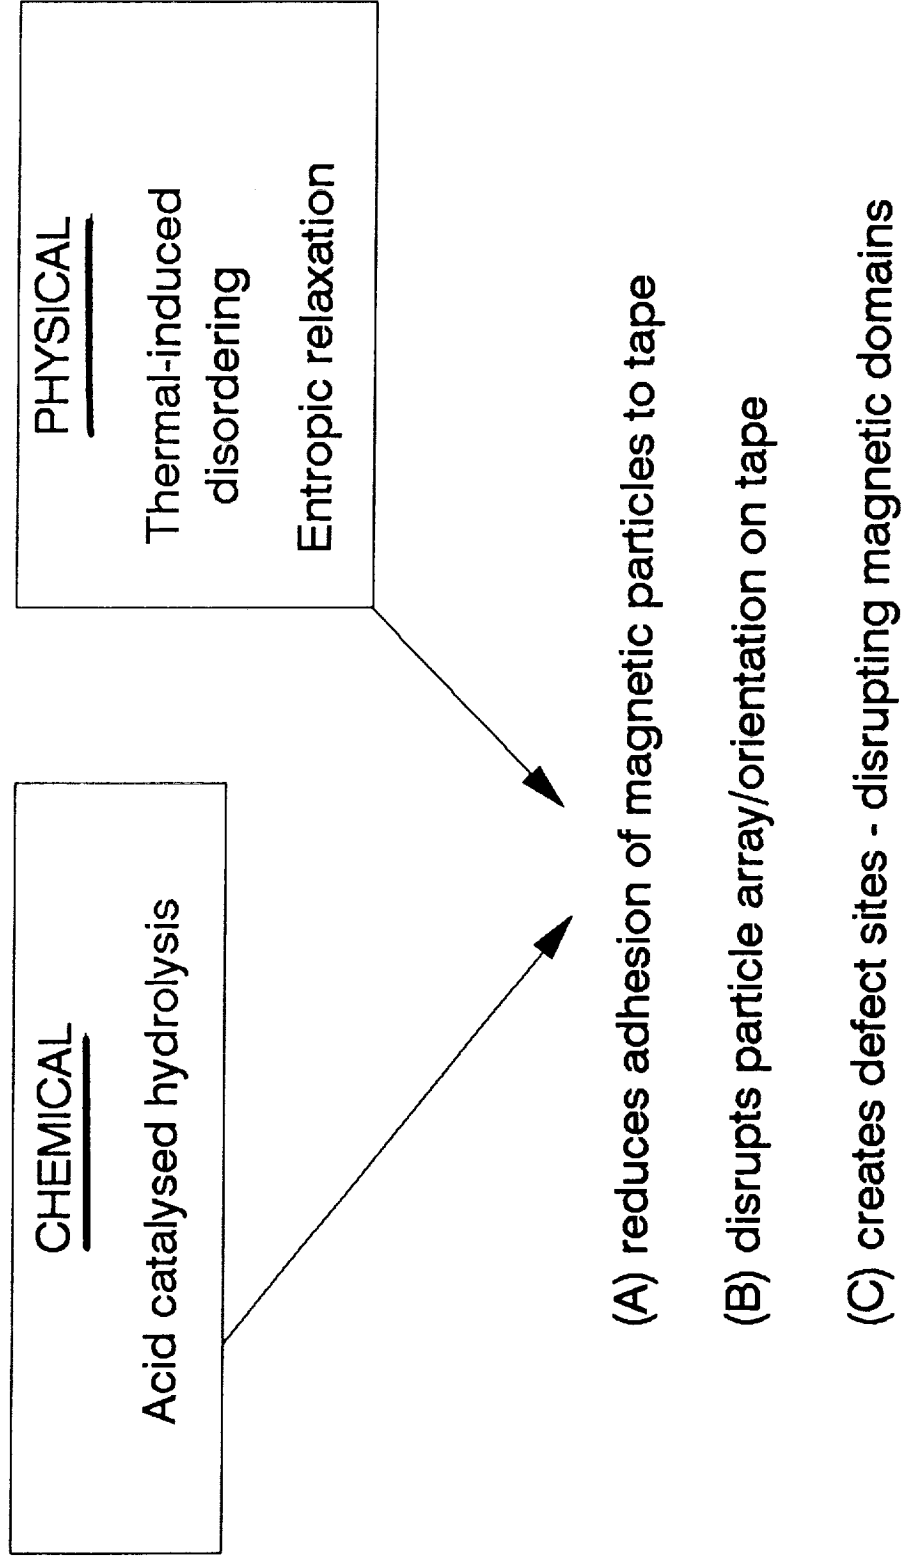 CHEMICAL
Acid catalysed hydrolysis
PHYSICAL
Thermal-induced
disordering
Entropic relaxation
(A) reduces adhesion of magnetic particles to tape
(B) disrupts particle array/orientation on tape
(C) creates defect sites - disrupting magnetic domains